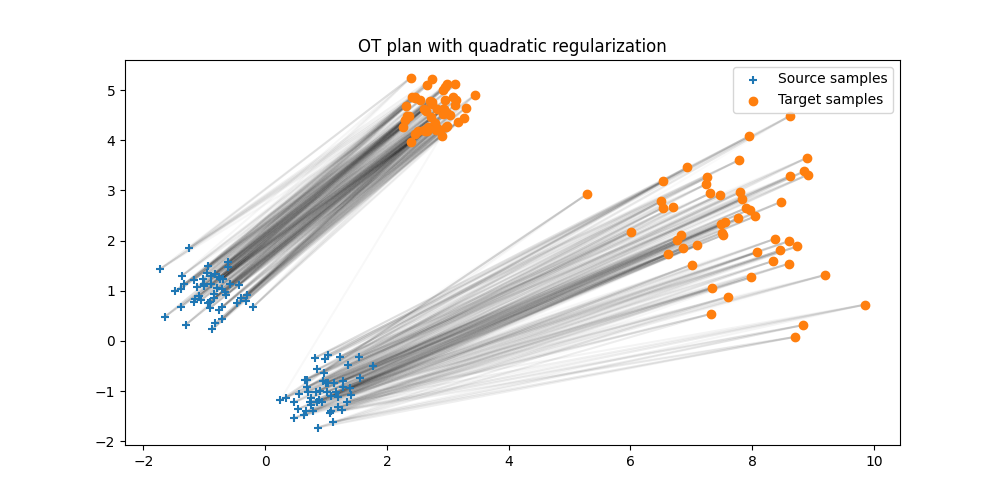 OT plan with quadratic regularization
Source samples
Target samples
5
4
3
2
1
0
−1
−2
−2 0 2 4 6 8 10